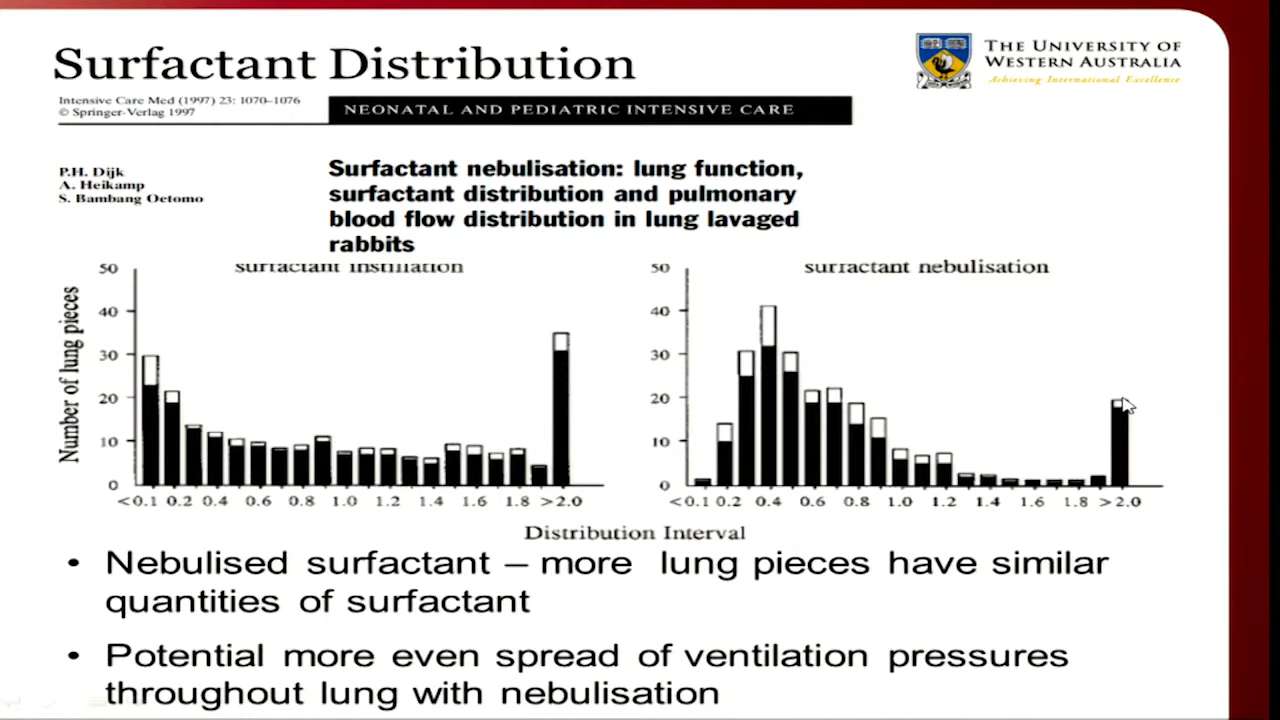 Surfactant Distribution
THE UNIVERSITY OF
WESTERN AUSTRALIA
Achieving International Excellence
Intensive Care Med (1997) 23: 1070–1076
© Springer-Verlag 1997
NEONATAL AND PEDIATRIC INTENSIVE CARE
P.H. Dijk
A. Heikamp
S. Bambang Oetomo
Surfactant nebulisation: lung function,
surfactant distribution and pulmonary
blood flow distribution in lung lavaged
rabbits
surfactant instillation
surfactant nebulisation
Number of lung pieces
50
40
30
20
10
0
<0.1 0.2 0.4 0.6 0.8 1.0 1.2 1.4 1.6 1.8 >2.0
50
40
30
20
10
0
<0.1 0.2 0.4 0.6 0.8 1.0 1.2 1.4 1.6 1.8 >2.0
Distribution Interval
• Nebulised surfactant – more lung pieces have similar
quantities of surfactant
• Potential more even spread of ventilation pressures
throughout lung with nebulisation